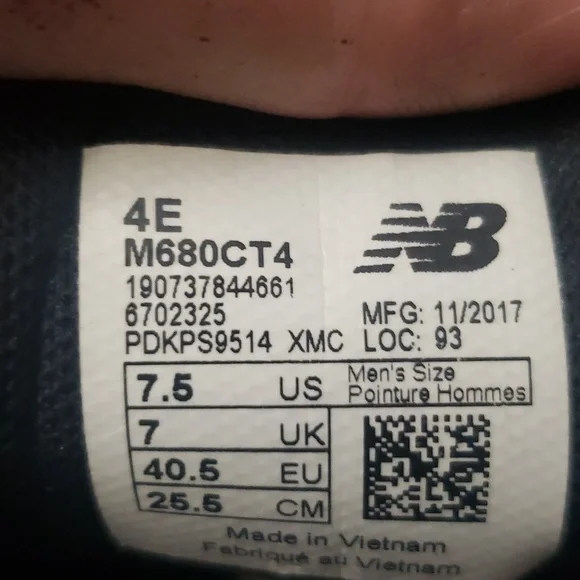 4E
M680CT4
NB
190737844661
6702325 MFG: 11/2017
PDKPS9514 XMC LOC: 93
7.5 US Men's Size
Pointure Hommes
7 UK
40.5 EU
25.5 CM
Made in Vietnam
Fabriqué au Vietnam